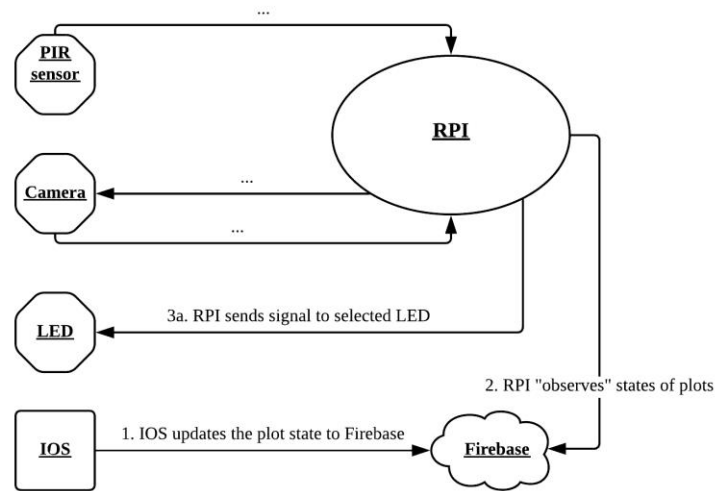 ...
PIR
sensor
RPI
...
Camera
...
3a. RPI sends signal to selected LED
LED
2. RPI "observes" states of plots
1. IOS updates the plot state to Firebase
IOS
Firebase